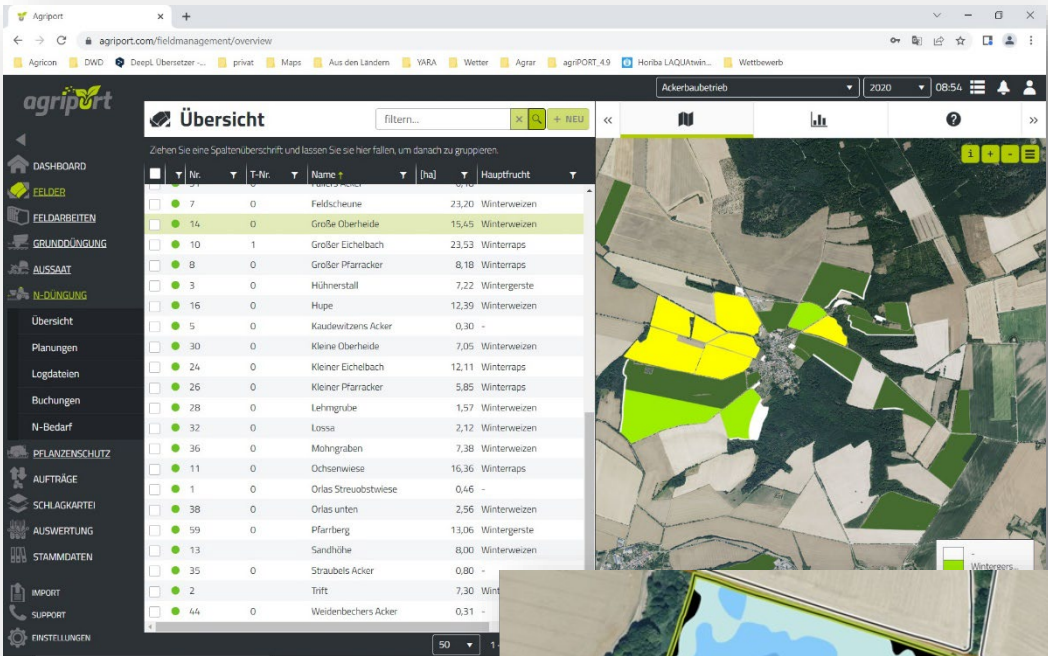 Agriport
agriport.com/fieldmanagement/overview
Agricon DWD DeepL Übersetzer -... privat Maps Aus den Ländern YARA Wetter Agrar agriPORT_4.9 Horiba LAQUAtwin... Wettbewerb
agriport
Ackerbaubetrieb 2020 08:54
Übersicht filtern... + NEU
Ziehen Sie eine Spaltenüberschrift und lassen Sie sie hier fallen, um danach zu gruppieren.
DASHBOARD
FELDER
FELDARBEITEN
GRUNDDÜNGUNG
AUSSAAT
N-DÜNGUNG
Übersicht
Planungen
Logdateien
Buchungen
N-Bedarf
PFLANZENSCHUTZ
AUFTRÄGE
SCHLAGKARTEI
AUSWERTUNG
STAMMDATEN
IMPORT
SUPPORT
EINSTELLUNGEN
Nr. T-Nr. Name [ha] Hauptfrucht
7 0 Feldscheune 23,20 Winterweizen
14 0 Große Oberheide 15,45 Winterweizen
10 1 Großer Eichelbach 23,53 Winterraps
8 0 Großer Pfarracker 8,18 Winterraps
3 0 Hühnerstall 7,22 Wintergerste
16 0 Hupe 12,39 Winterweizen
5 0 Kaudewitzens Acker 0,30 -
30 0 Kleine Oberheide 7,05 Winterweizen
24 0 Kleiner Eichelbach 12,11 Winterraps
26 0 Kleiner Pfarracker 5,85 Winterraps
28 0 Lehmgrube 1,57 Winterweizen
32 0 Lossa 2,12 Winterweizen
36 0 Mohngraben 7,38 Winterweizen
11 0 Ochsenwiese 16,36 Winterraps
1 0 Orlas Streuobstwiese 0,46 -
38 0 Orlas unten 2,56 Winterweizen
59 0 Pfarrberg 13,06 Wintergerste
13 Sandhöhe 8,00 Winterweizen
35 0 Straubels Acker 0,80 -
2 Trift 7,30
44 0 Weidenbechers Acker 0,31 -
50
i + -
-
Wintergers...